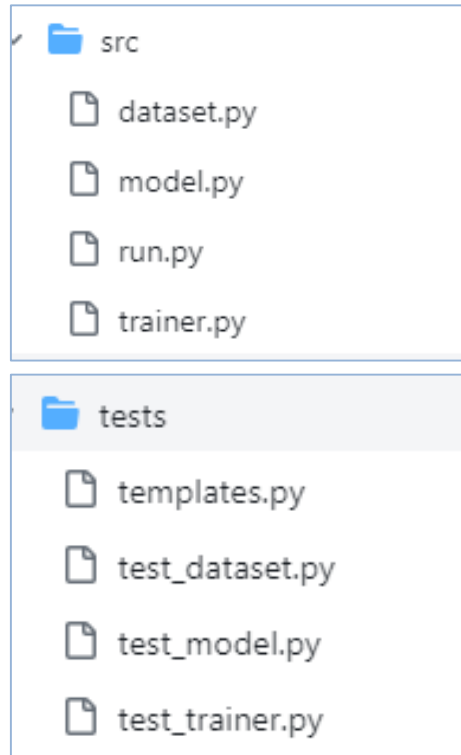 src
dataset.py
model.py
run.py
trainer.py
tests
templates.py
test_dataset.py
test_model.py
test_trainer.py